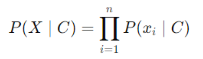 P(X | C) = ∏_{i=1}^{n} P(x_i | C)